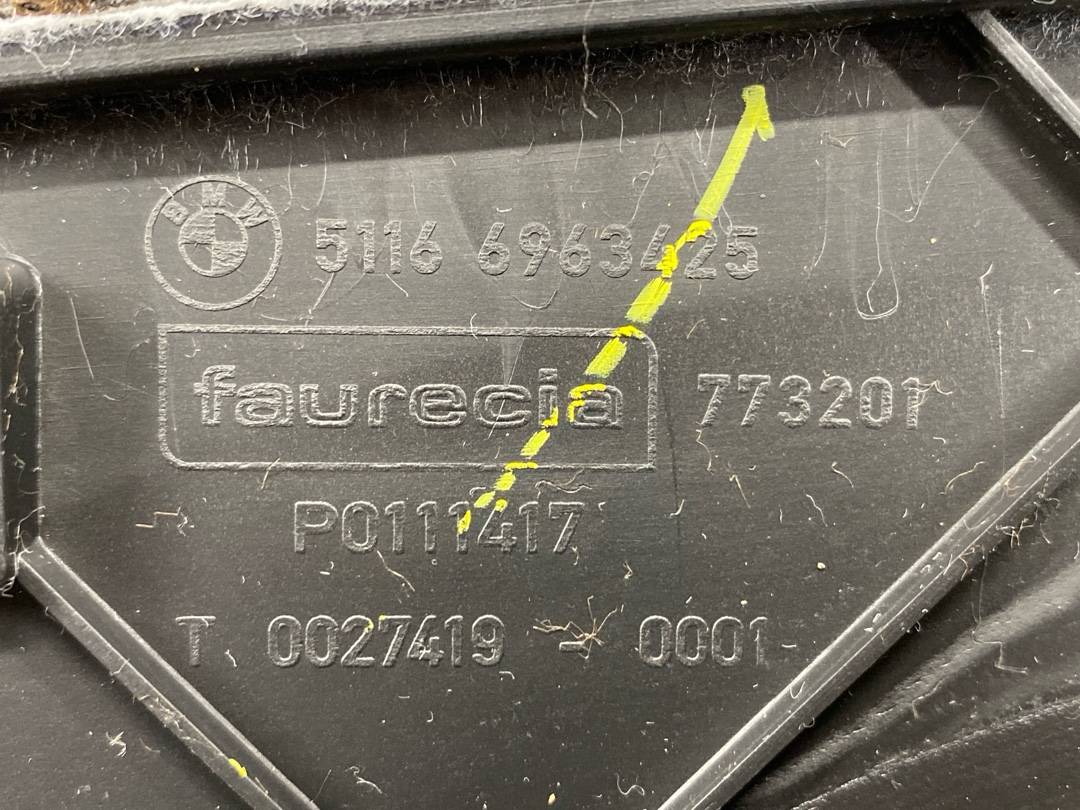 BMW 5116 6963425
faurecia 773201
P0111417
T 0027419 - 0001-